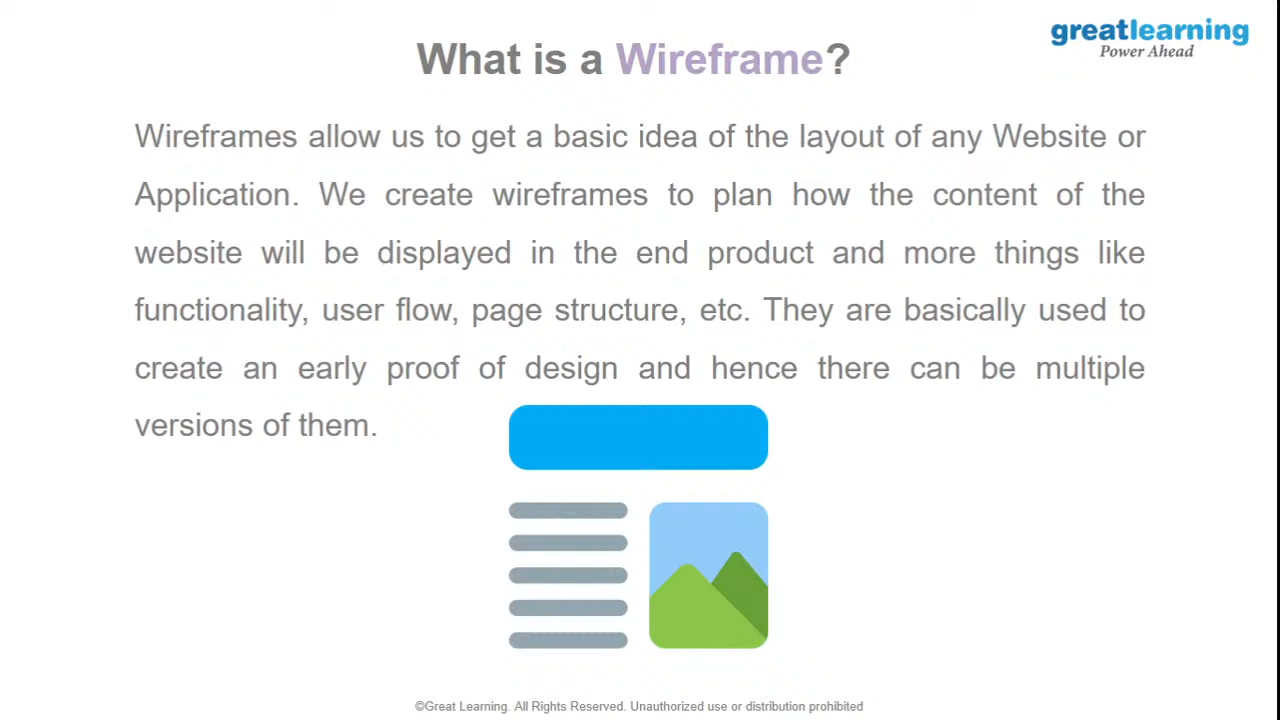 greatlearning
Power Ahead
What is a Wireframe?
Wireframes allow us to get a basic idea of the layout of any Website or
Application. We create wireframes to plan how the content of the
website will be displayed in the end product and more things like
functionality, user flow, page structure, etc. They are basically used to
create an early proof of design and hence there can be multiple
versions of them.
©Great Learning. All Rights Reserved. Unauthorized use or distribution prohibited